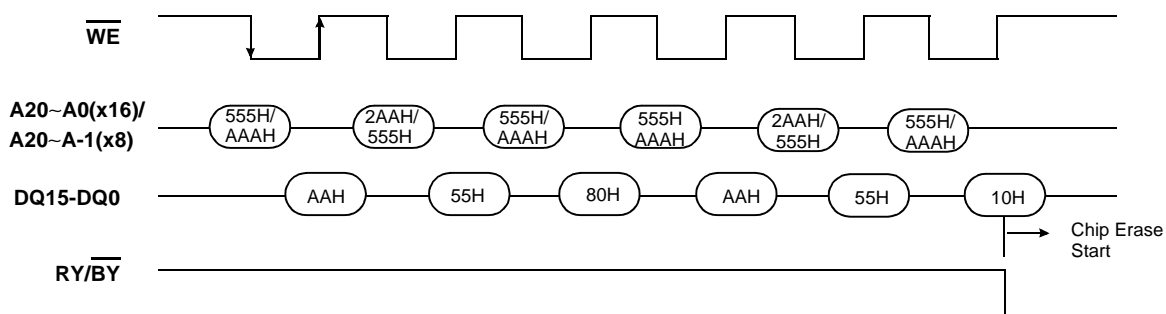 WE
A20~A0(x16)/
A20~A-1(x8)
555H/
AAAH
2AAH/
555H
555H/
AAAH
555H
AAAH
2AAH/
555H
555H/
AAAH
DQ15-DQ0
AAH
55H
80H
AAH
55H
10H
Chip Erase
Start
RY/BY